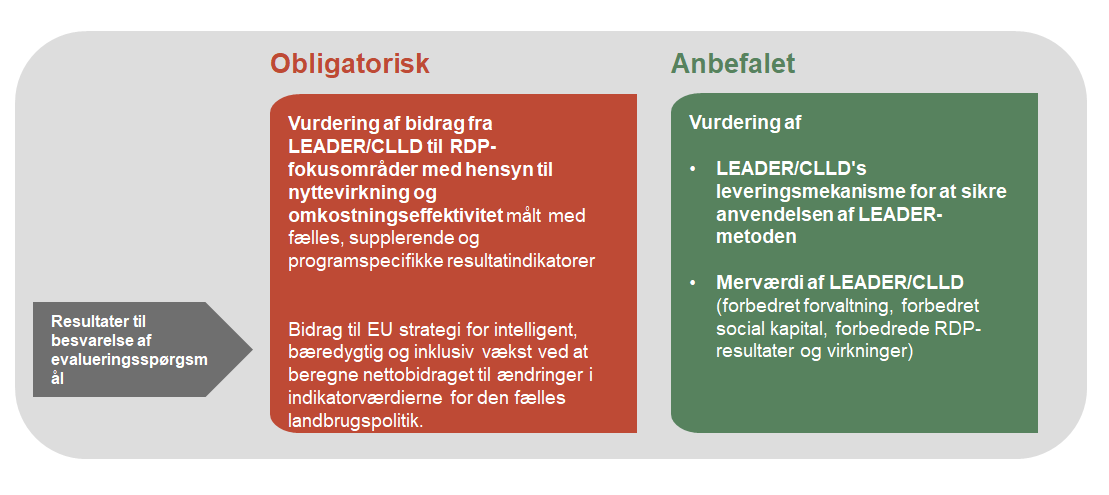 Obligatorisk
Vurdering af bidrag fra
LEADER/CLLD til RDP-
fokusområder med hensyn til
nyttevirkning og
omkostningseffektivitet målt med
fælles, supplerende og
programspecifikke resultatindikatorer
Bidrag til EU strategi for intelligent,
bæredygtig og inklusiv vækst ved at
beregne nettobidraget til ændringer i
indikatorværdierne for den fælles
landbrugspolitik.
Anbefalet
Vurdering af
• LEADER/CLLD's
leveringsmekanisme for at sikre
anvendelsen af LEADER-
metoden
• Merværdi af LEADER/CLLD
(forbedret forvaltning, forbedret
social kapital, forbedrede RDP-
resultater og virkninger)
Resultater til
besvarelse af
evalueringsspørgsm
ål